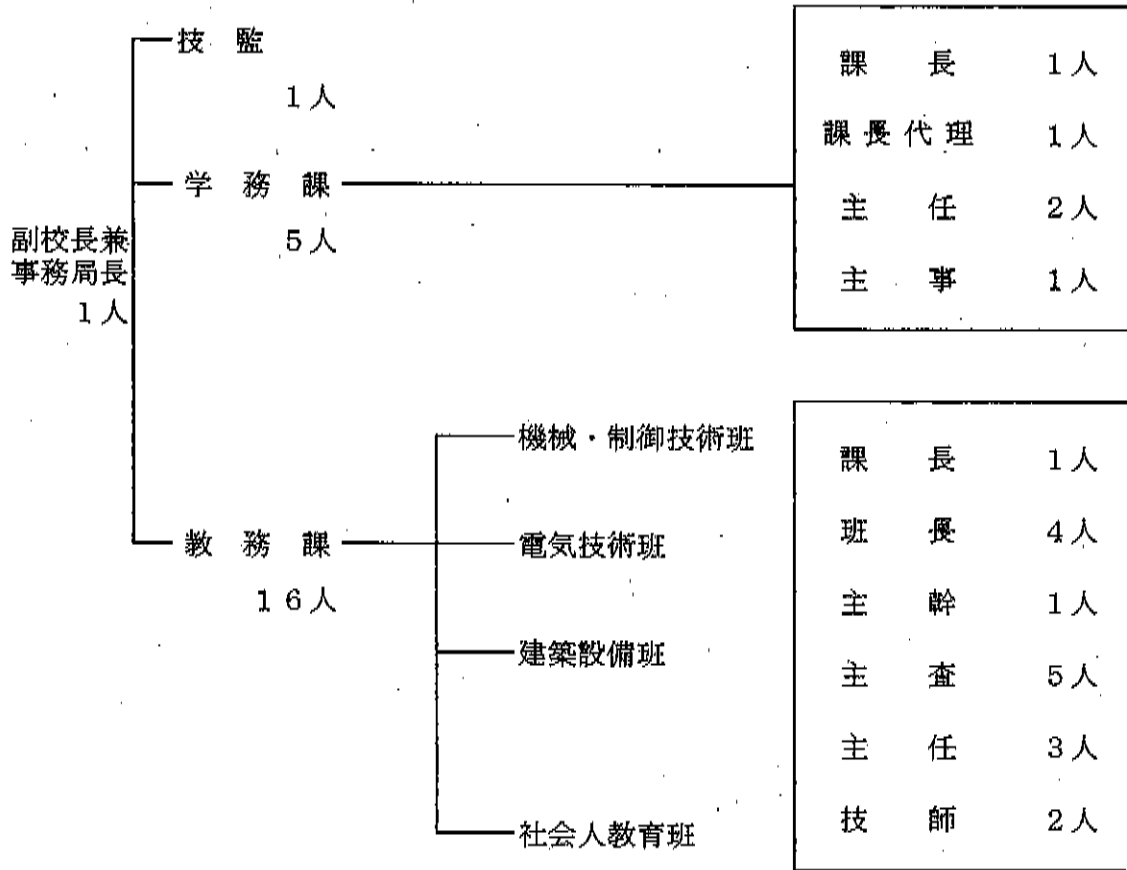 技監
1人
学務課
5人
副校長兼
事務局長
1人
教務課
16人
機械・制御技術班
電気技術班
建築設備班
社会人教育班
課長 1人
課長代理 1人
主任 2人
主事 1人
課長 1人
班長 4人
主幹 1人
主査 5人
主任 3人
技師 2人